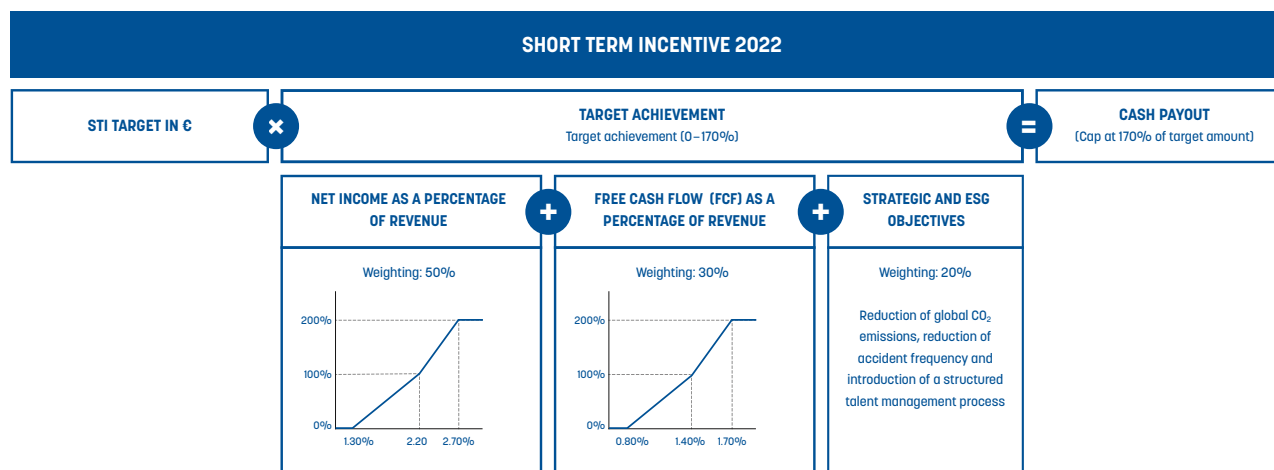 SHORT TERM INCENTIVE 2022
STI TARGET IN €
×
TARGET ACHIEVEMENT
Target achievement (0–170%)
=
CASH PAYOUT
(Cap at 170% of target amount)
NET INCOME AS A PERCENTAGE
OF REVENUE
+
FREE CASH FLOW (FCF) AS A
PERCENTAGE OF REVENUE
+
STRATEGIC AND ESG
OBJECTIVES
Weighting: 50%
200%
100%
0%
1.30% 2.20 2.70%
Weighting: 30%
200%
100%
0%
0.80% 1.40% 1.70%
Weighting: 20%
Reduction of global CO₂
emissions, reduction of
accident frequency and
introduction of a structured
talent management process